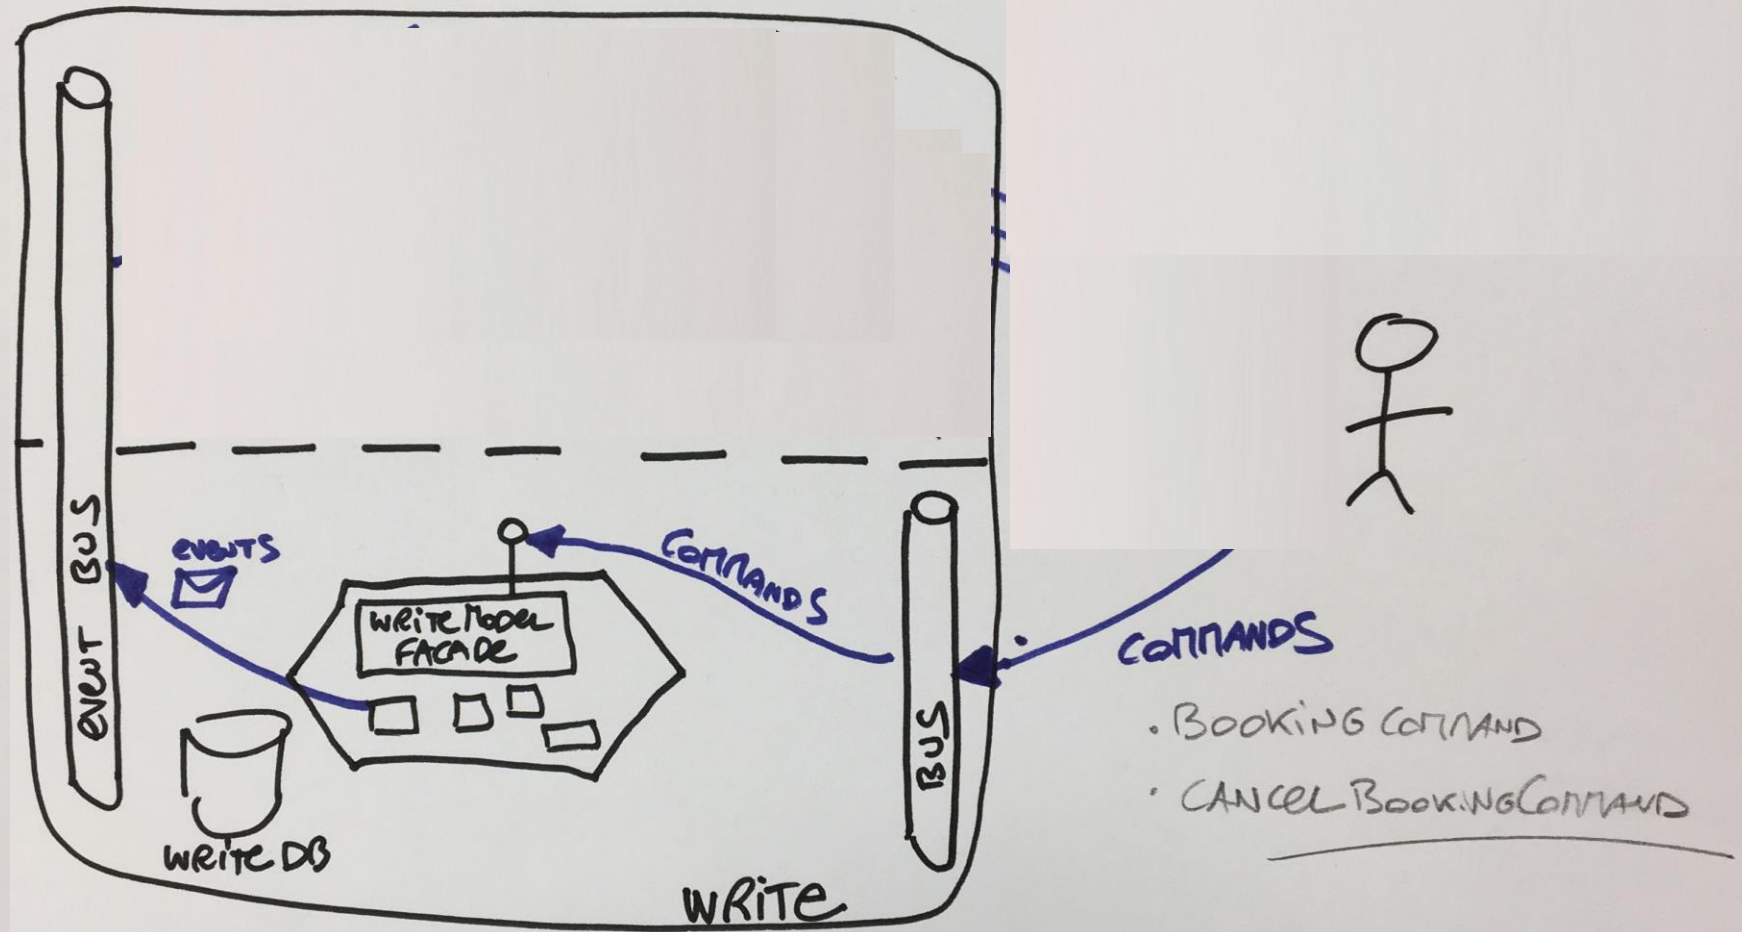 EVENT BUS
EVENTS
COMMANDS
WRITE MODEL
FACADE
BUS
COMMANDS
. BOOKING COMMAND
. CANCEL BOOKING COMMAND
WRITE DB
WRITE